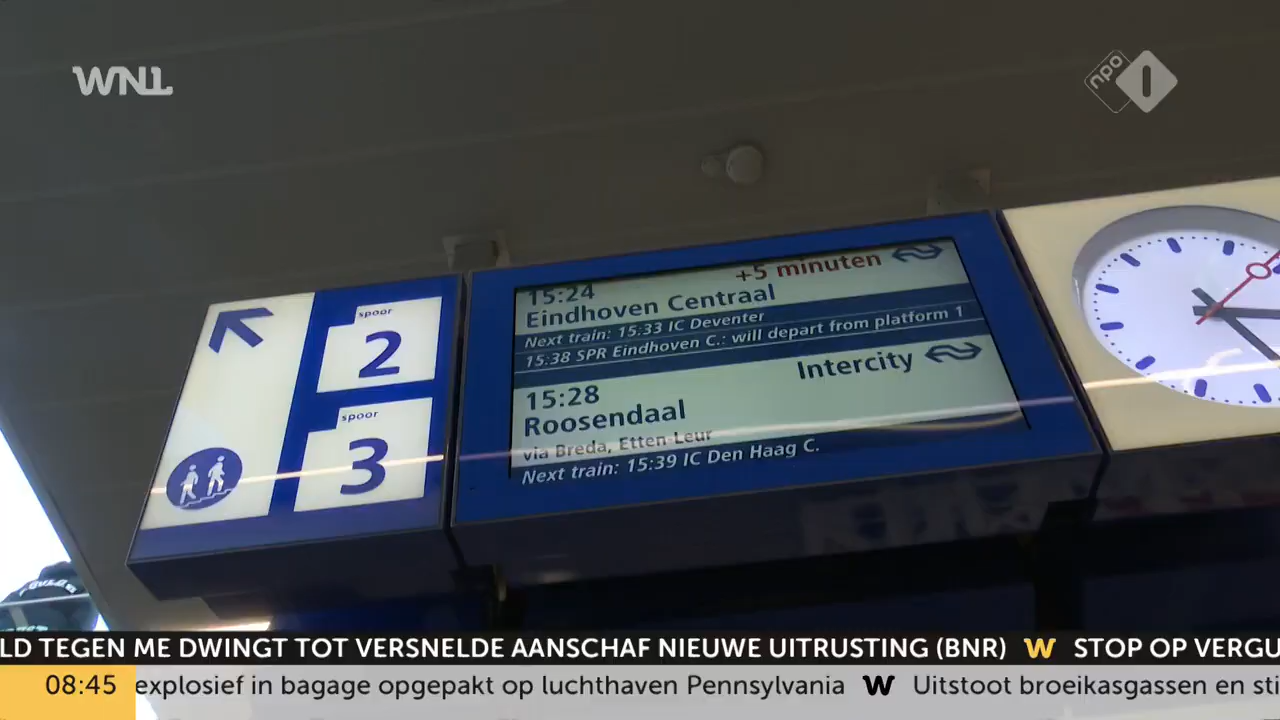 WNL
npo
spoor
2
spoor
3
+5 minuten
15:24
Eindhoven Centraal
Next train: 15:33 IC Deventer
15:38 SPR Eindhoven C.: will depart from platform 1
Intercity
15:28
Roosendaal
via Breda, Etten-Leur
Next train: 15:39 IC Den Haag C.
LD TEGEN ME DWINGT TOT VERSNELDE AANSCHAF NIEUWE UITRUSTING (BNR) W STOP OP VERGU
08:45 explosief in bagage opgepakt op luchthaven Pennsylvania W Uitstoot broeikasgassen en sti